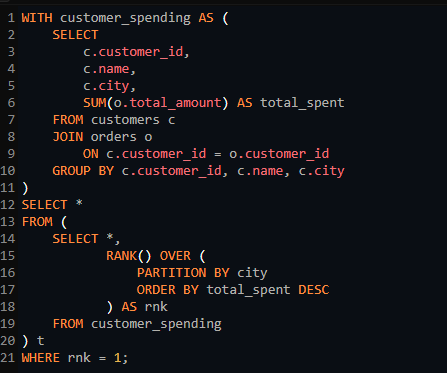 1 WITH customer_spending AS (
2     SELECT
3         c.customer_id,
4         c.name,
5         c.city,
6         SUM(o.total_amount) AS total_spent
7     FROM customers c
8     JOIN orders o
9         ON c.customer_id = o.customer_id
10     GROUP BY c.customer_id, c.name, c.city
11 )
12 SELECT *
13 FROM (
14     SELECT *,
15            RANK() OVER (
16                PARTITION BY city
17                ORDER BY total_spent DESC
18            ) AS rnk
19     FROM customer_spending
20 ) t
21 WHERE rnk = 1;